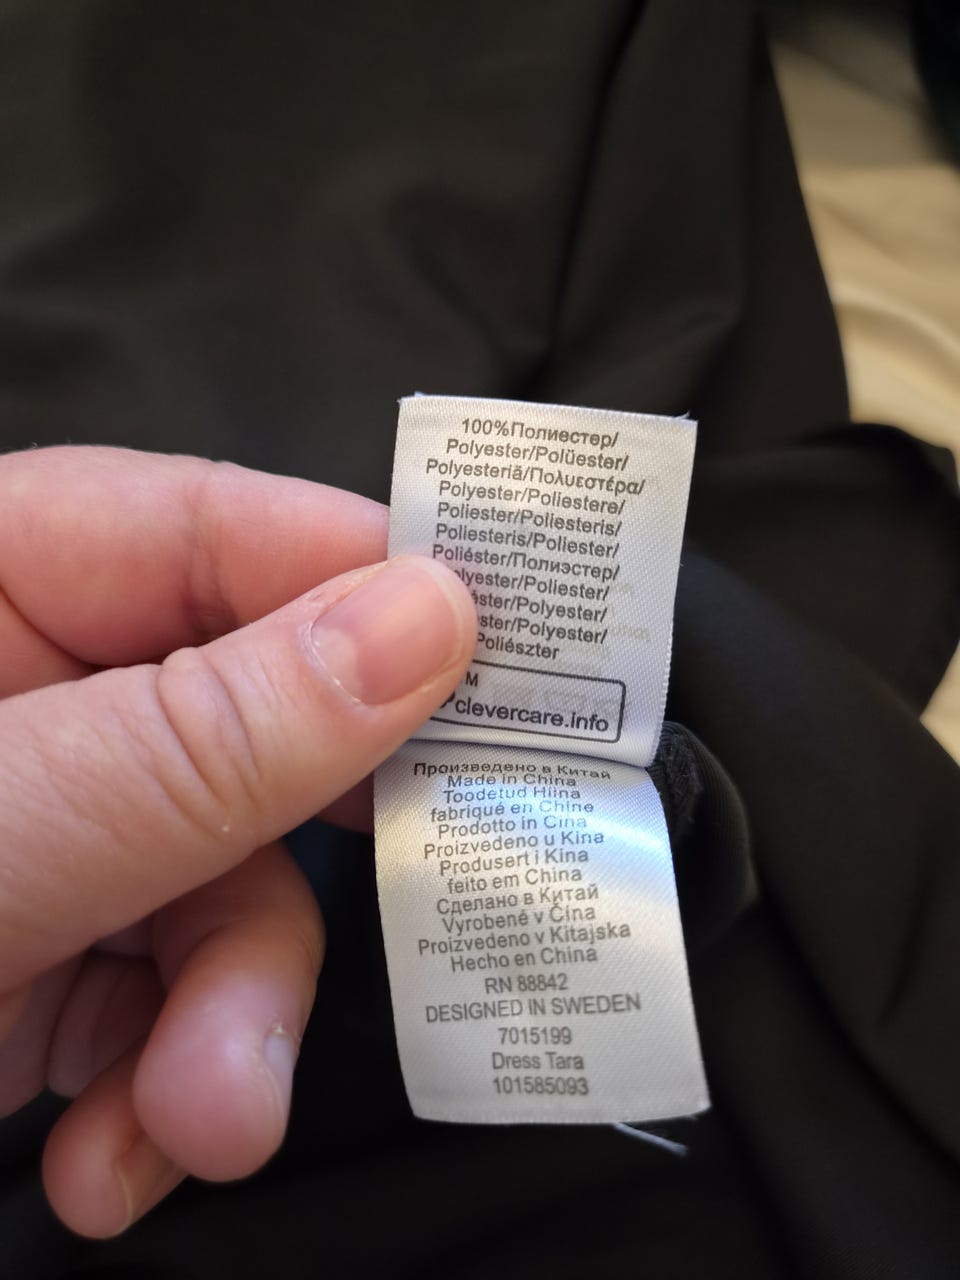 100%Полиестер/
Polyester/Polüester/
Polyesteriä/Πολυεστέρα/
Polyester/Poliestere/
Poliester/Poliesteris/
Poliesteris/Poliester/
Poliéster/Полиэстер/
/Poliester/
/Polyester/
/Polyester/
Poliészter
M
clevercare.info
Произведено в Китай
Made in China
Toodetud Hiina
fabriqué en Chine
Prodotto in Cina
Proizvedeno u Kina
Produsert i Kina
feito em China
Сделано в Китай
Vyrobené v Čína
Proizvedeno v Kitajska
Hecho en China
RN 88842
DESIGNED IN SWEDEN
7015199
Dress Tara
101585093